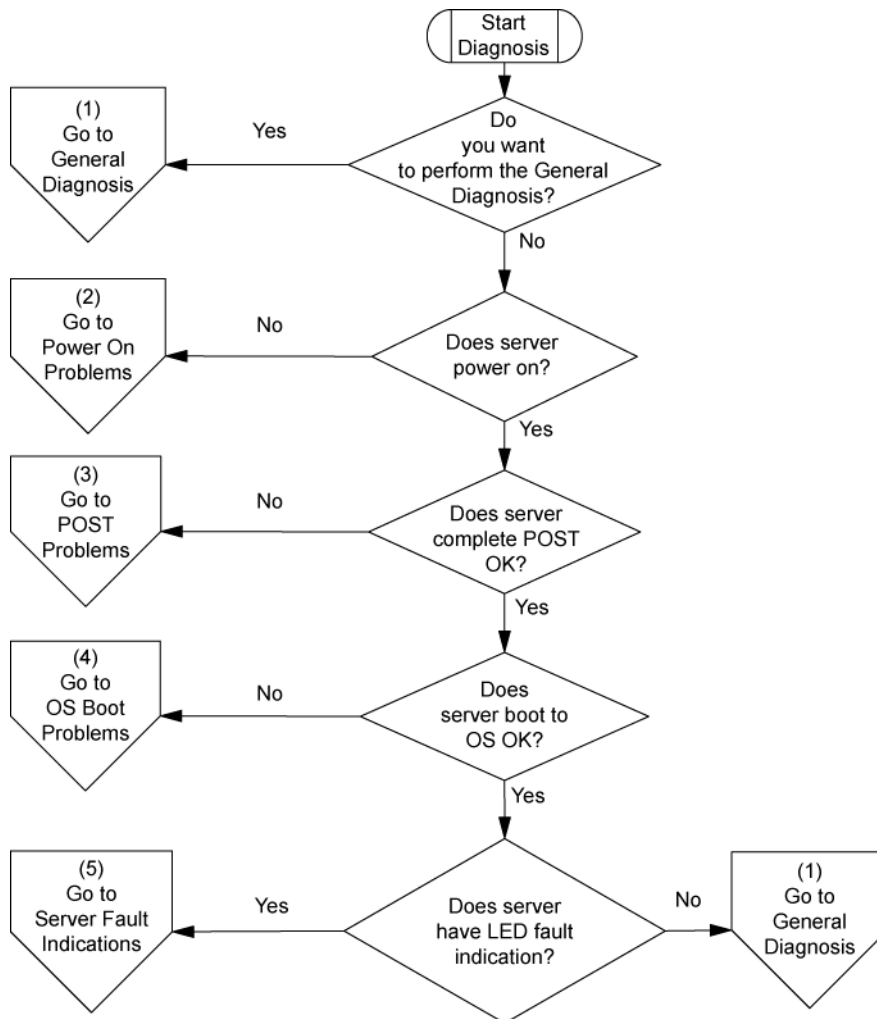 Start
Diagnosis
(1)
Go to
General
Diagnosis
Yes
Do
you want
to perform the General
Diagnosis?
No
(2)
Go to
Power On
Problems
No
Does server
power on?
Yes
(3)
Go to
POST
Problems
No
Does server
complete POST
OK?
Yes
(4)
Go to
OS Boot
Problems
No
Does
server boot to
OS OK?
Yes
(5)
Go to
Server Fault
Indications
Yes
Does server
have LED fault
indication?
No
(1)
Go to
General
Diagnosis